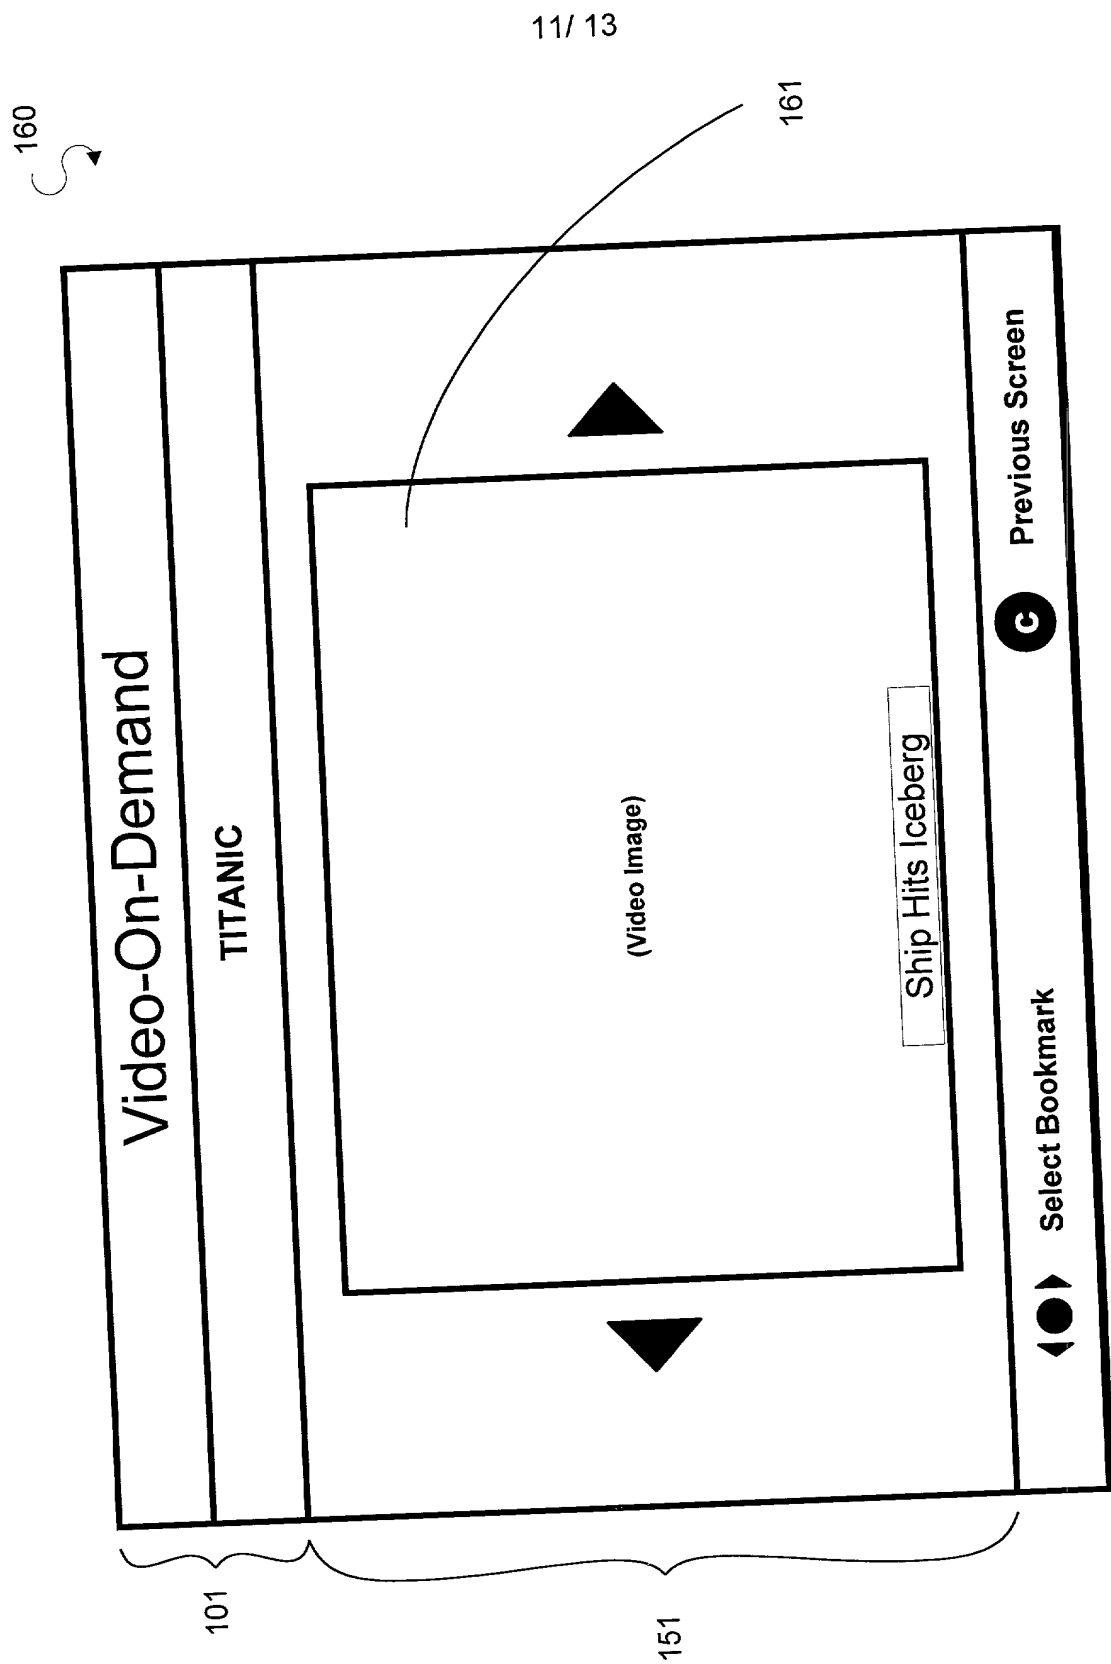 11/ 13
160
161
Video-On-Demand
TITANIC
(Video Image)
Ship Hits Iceberg
Select Bookmark
C Previous Screen
101
151